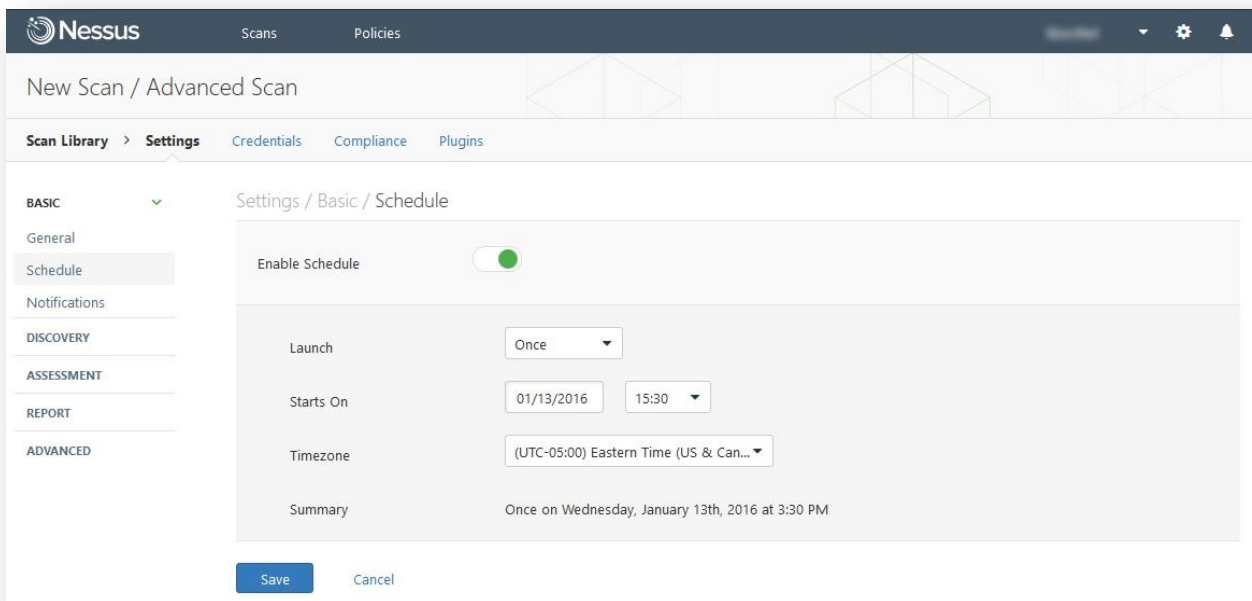 Nessus Scans Policies
New Scan / Advanced Scan
Scan Library > Settings Credentials Compliance Plugins
BASIC
General
Schedule
Notifications
DISCOVERY
ASSESSMENT
REPORT
ADVANCED
Settings / Basic / Schedule
Enable Schedule
Launch Once
Starts On 01/13/2016 15:30
Timezone (UTC-05:00) Eastern Time (US & Can...
Summary Once on Wednesday, January 13th, 2016 at 3:30 PM
Save Cancel